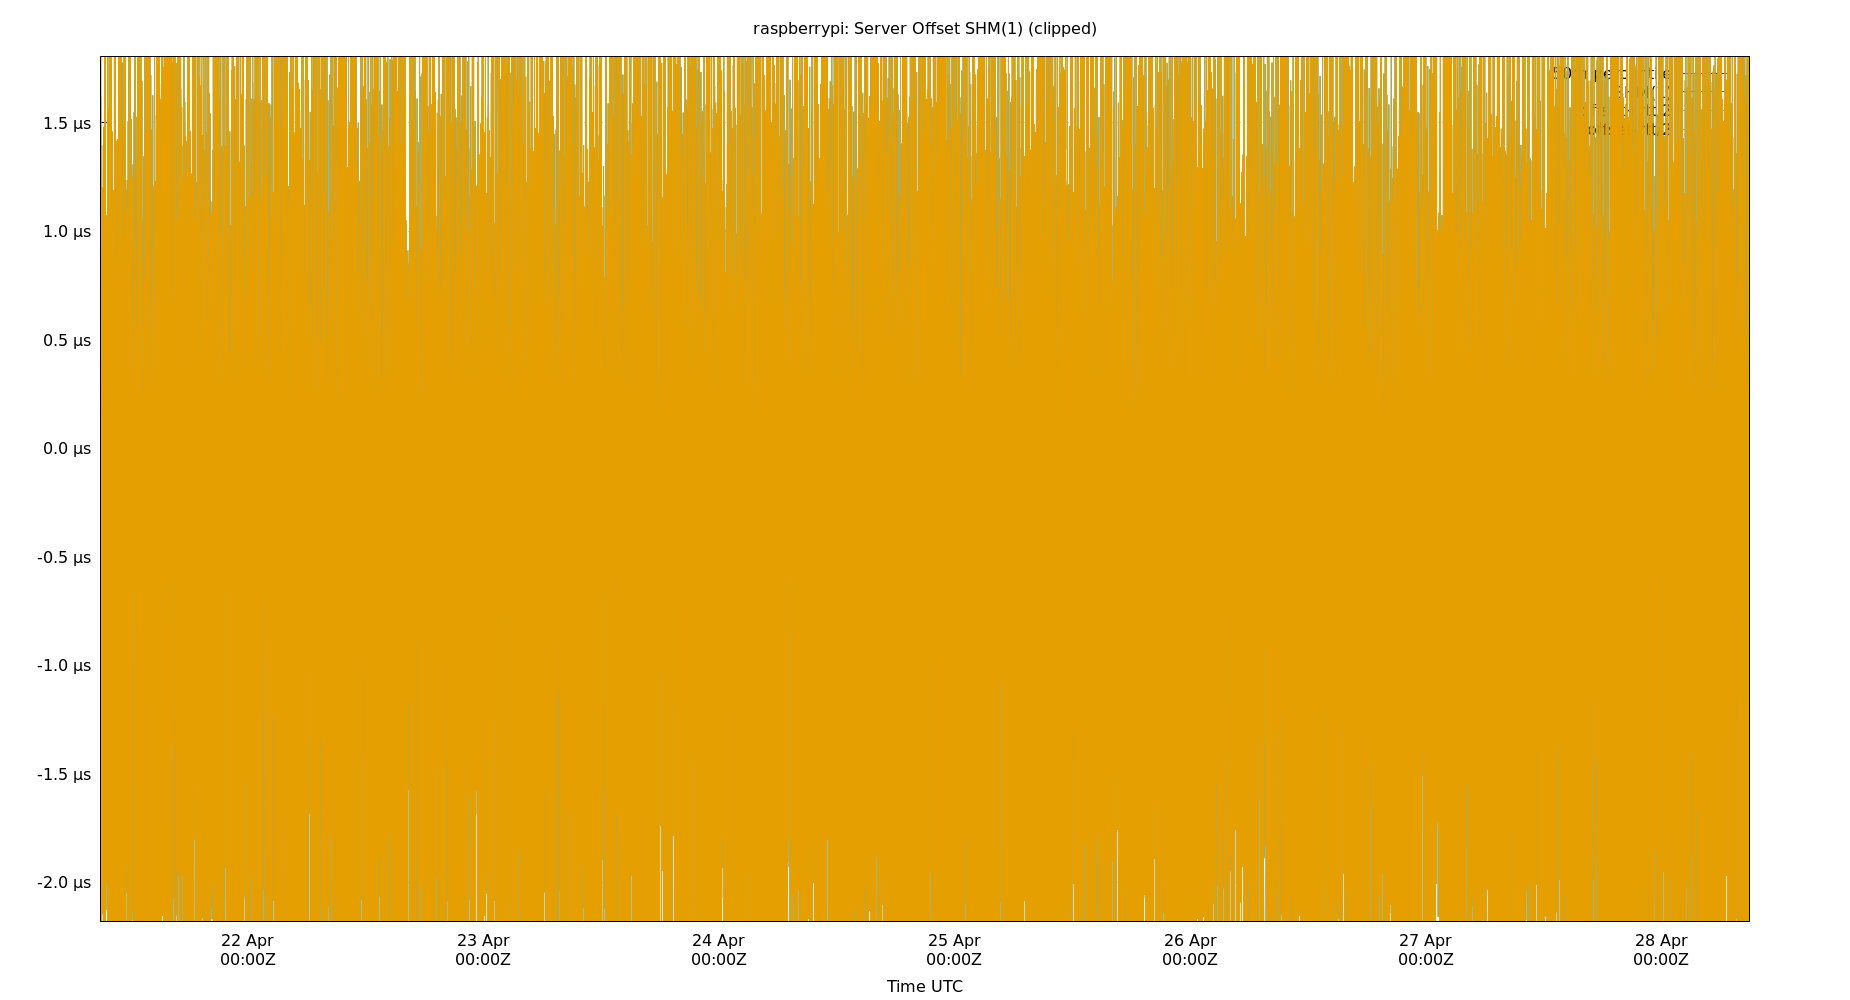 raspberrypi: Server Offset SHM(1) (clipped)
1.5 µs
1.0 µs
0.5 µs
0.0 µs
-0.5 µs
-1.0 µs
-1.5 µs
-2.0 µs
22 Apr
00:00Z
23 Apr
00:00Z
24 Apr
00:00Z
25 Apr
00:00Z
26 Apr
00:00Z
27 Apr
00:00Z
28 Apr
00:00Z
Time UTC